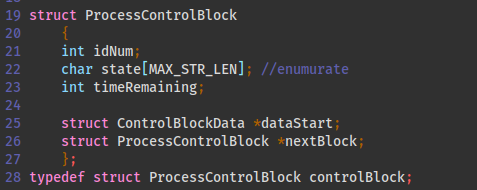 19 struct ProcessControlBlock
20     {
21     int idNum;
22     char state[MAX_STR_LEN]; //enumurate
23     int timeRemaining;
24
25     struct ControlBlockData *dataStart;
26     struct ProcessControlBlock *nextBlock;
27     };
28 typedef struct ProcessControlBlock controlBlock;